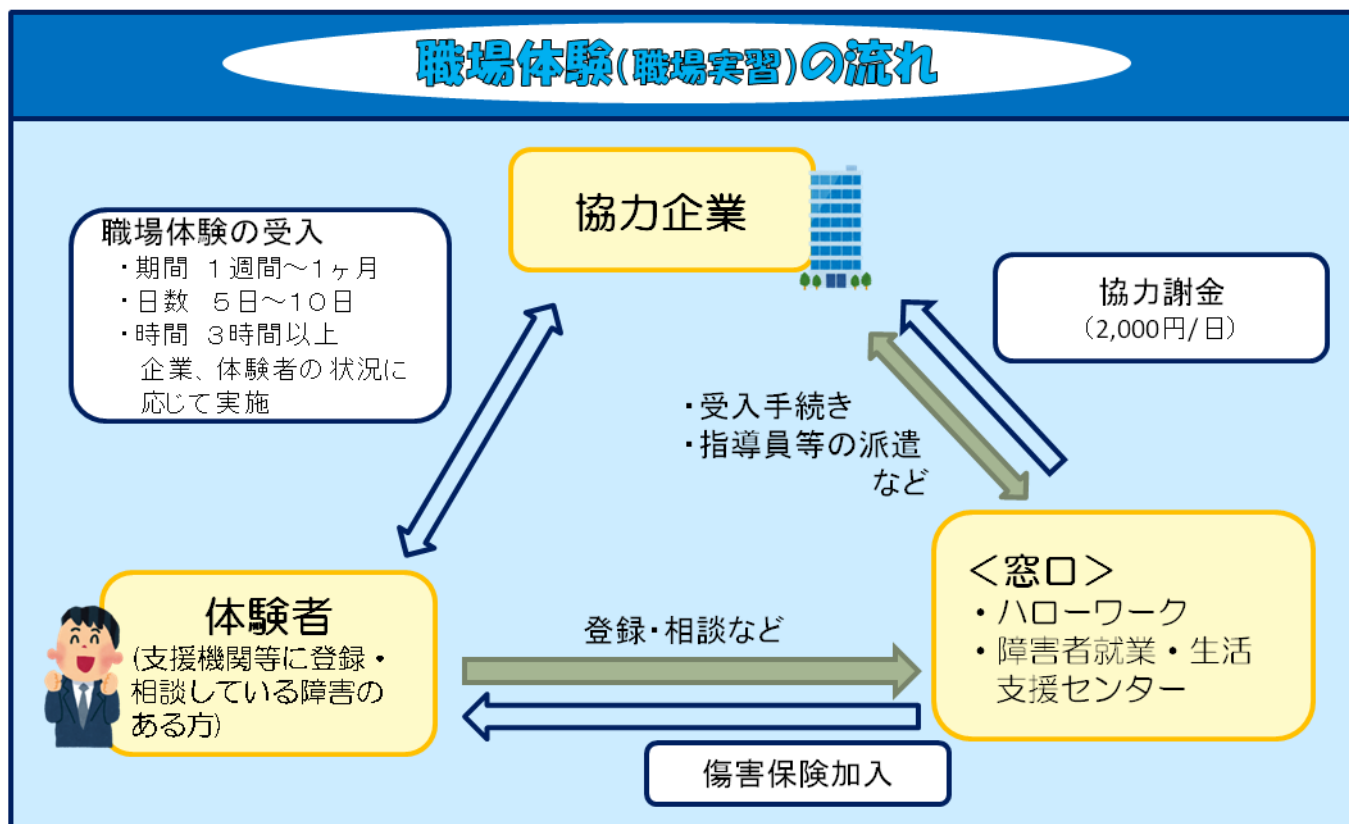 職場体験(職場実習)の流れ
協力企業
職場体験の受入
・期間 1週間～1ヶ月
・日数 5日～10日
・時間 3時間以上
企業、体験者の状況に
応じて実施
協力謝金
(2,000円/日)
・受入手続き
・指導員等の派遣
など
体験者
(支援機関等に登録・
相談している障害の
ある方)
登録・相談など
傷害保険加入
＜窓口＞
・ハローワーク
・障害者就業・生活
支援センター